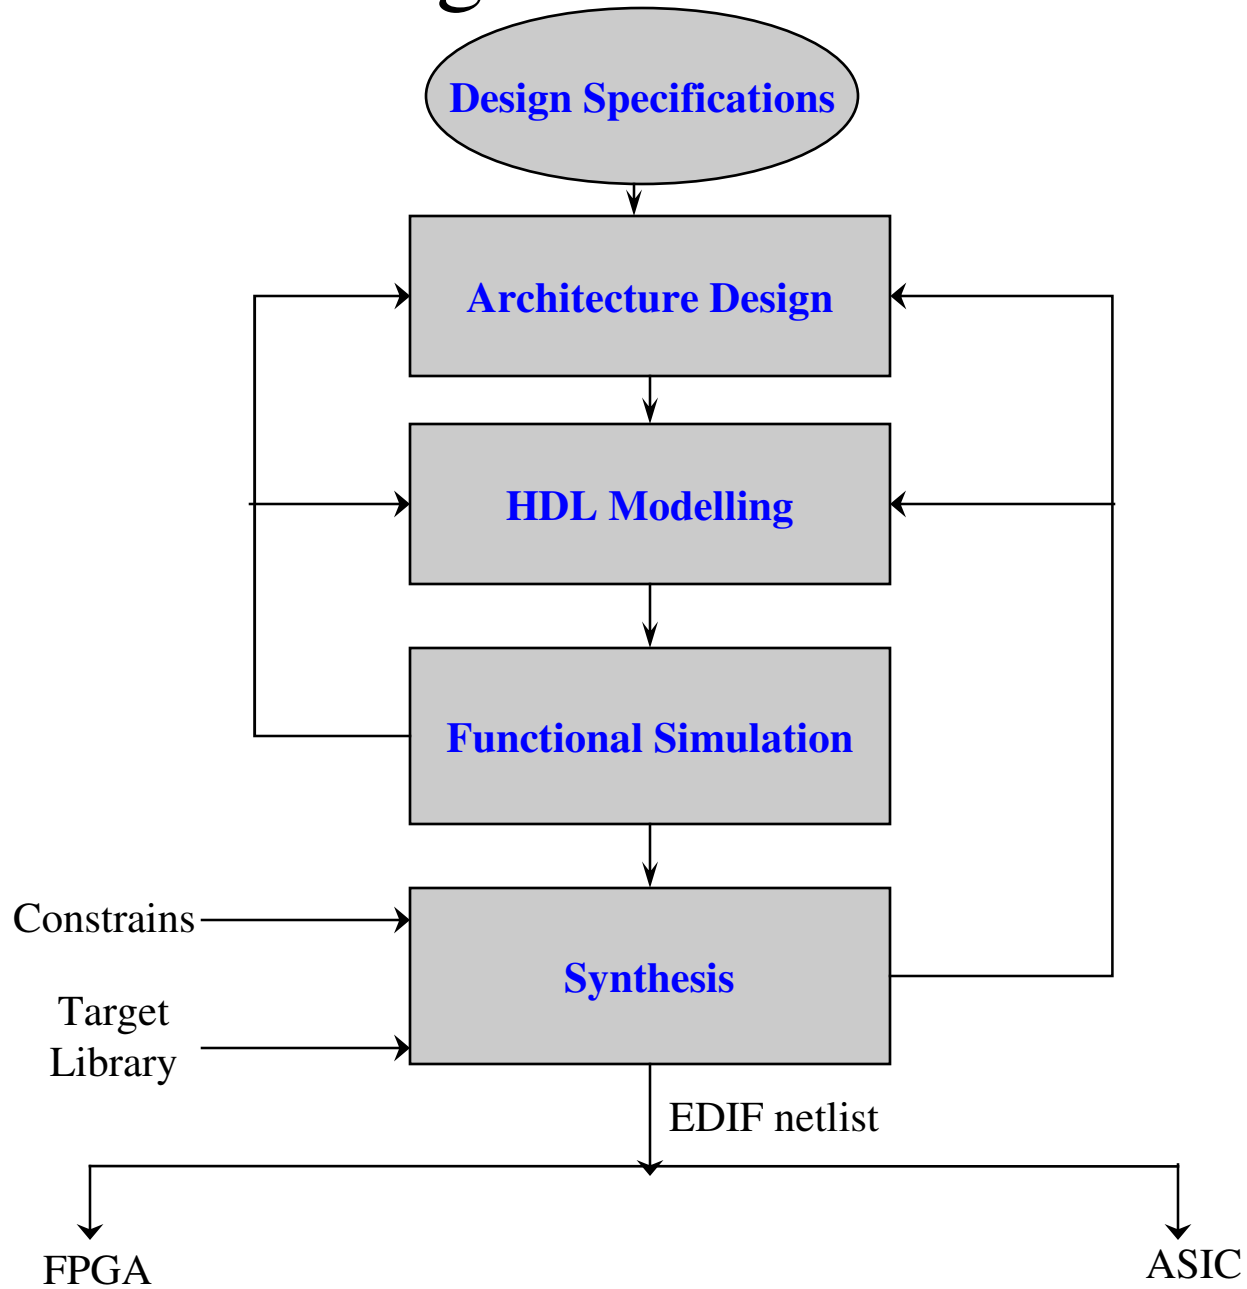 Design Specifications
Architecture Design
HDL Modelling
Functional Simulation
Constrains
Synthesis
Target
Library
EDIF netlist
FPGA
ASIC